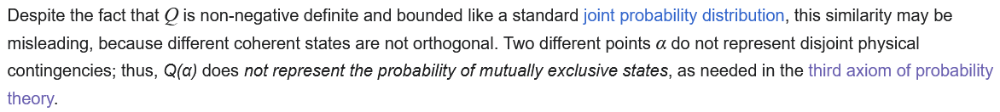 Despite the fact that Q is non-negative definite and bounded like a standard joint probability distribution, this similarity may be
misleading, because different coherent states are not orthogonal. Two different points α do not represent disjoint physical
contingencies; thus, Q(α) does not represent the probability of mutually exclusive states, as needed in the third axiom of probability
theory.